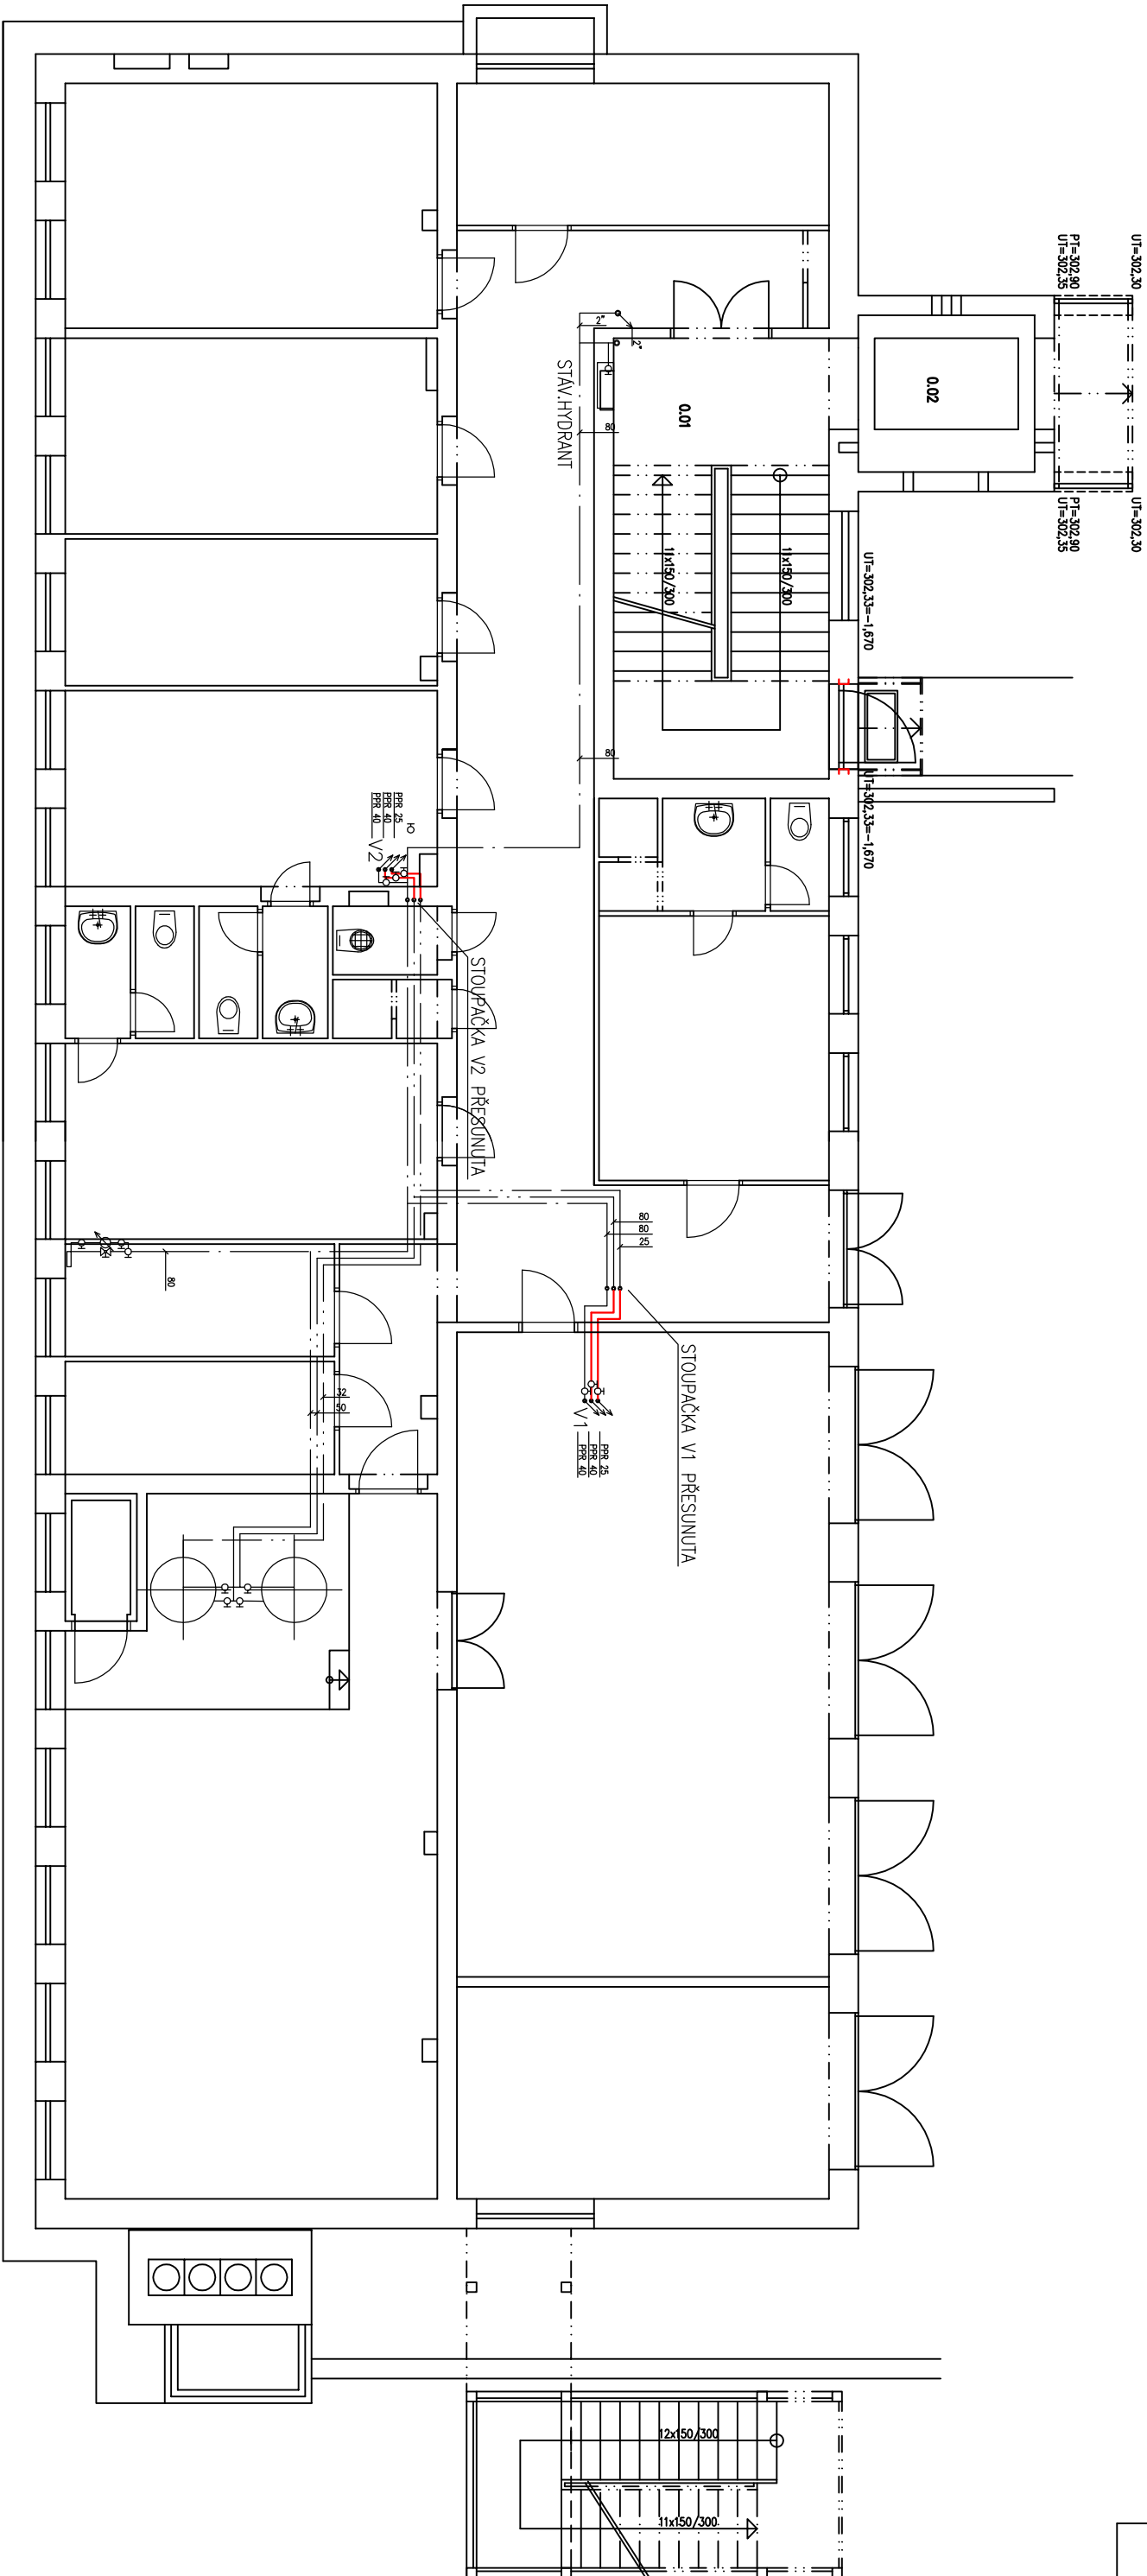 UT=302,30
PT=302,90
UT=302,35
UT=302,30
PT=302,90
UT=302,35
0.02
0.01
2"
2"
STÁV.HYDRANT
80
11x150/300
11x150/300
UT=302,33=-1,670
UT=302,33=-1,670
80
PPR 25
PPR 40
PPR 40
V2
STOUPAČKA V2 PŘESUNUTA
80
80
25
80
STOUPAČKA V1 PŘESUNUTA
32
50
V1
PPR 25
PPR 40
PPR 40
12x150/300
11x150/300